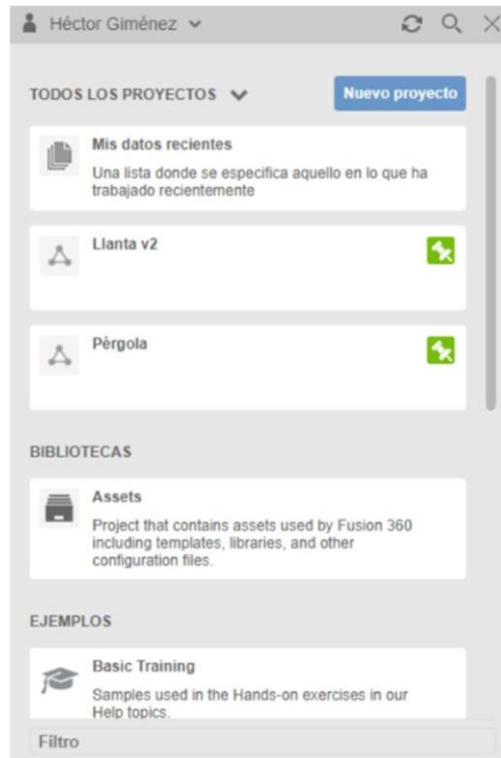 Héctor Giménez
TODOS LOS PROYECTOS
Nuevo proyecto
Mis datos recientes
Una lista donde se especifica aquello en lo que ha
trabajado recientemente
Llanta v2
Pérgola
BIBLIOTECAS
Assets
Project that contains assets used by Fusion 360
including templates, libraries, and other
configuration files.
EJEMPLOS
Basic Training
Samples used in the Hands-on exercises in our
Help topics.
Filtro